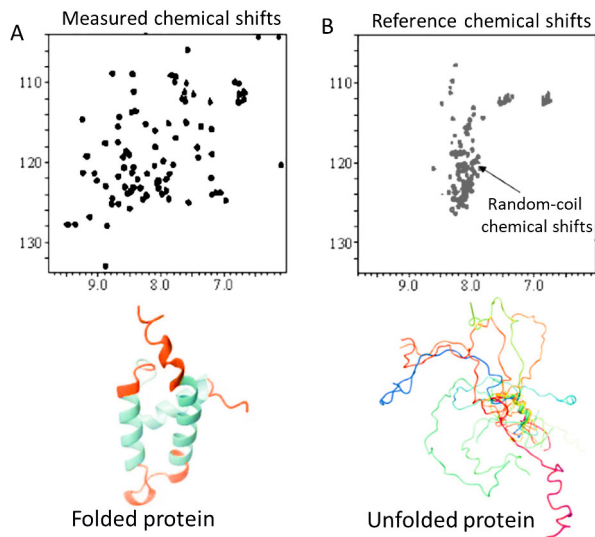 A
Measured chemical shifts
B
Reference chemical shifts
110
120
130
9.0
8.0
7.0
110
120
130
9.0
8.0
7.0
Random-coil
chemical shifts
Folded protein
Unfolded protein